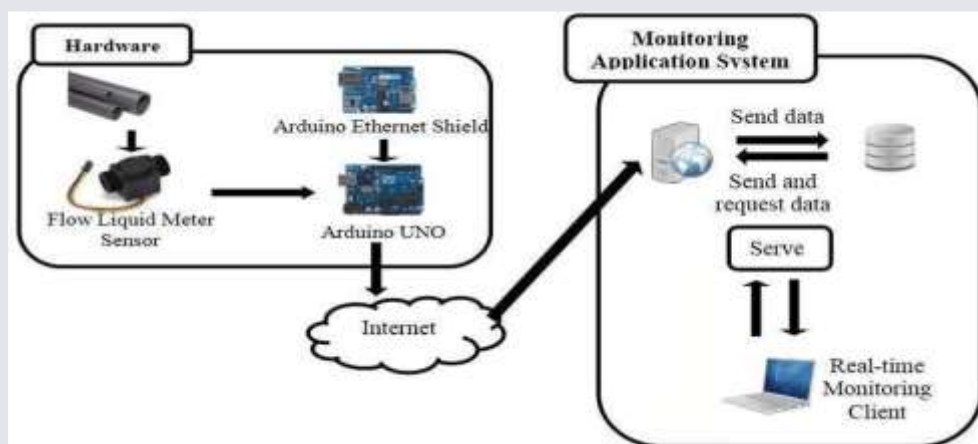 Hardware
Arduino Ethernet Shield
Flow Liquid Meter
Sensor
Arduino UNO
Internet
Monitoring
Application System
Send data
Send and
request data
Serve
Real-time
Monitoring
Client